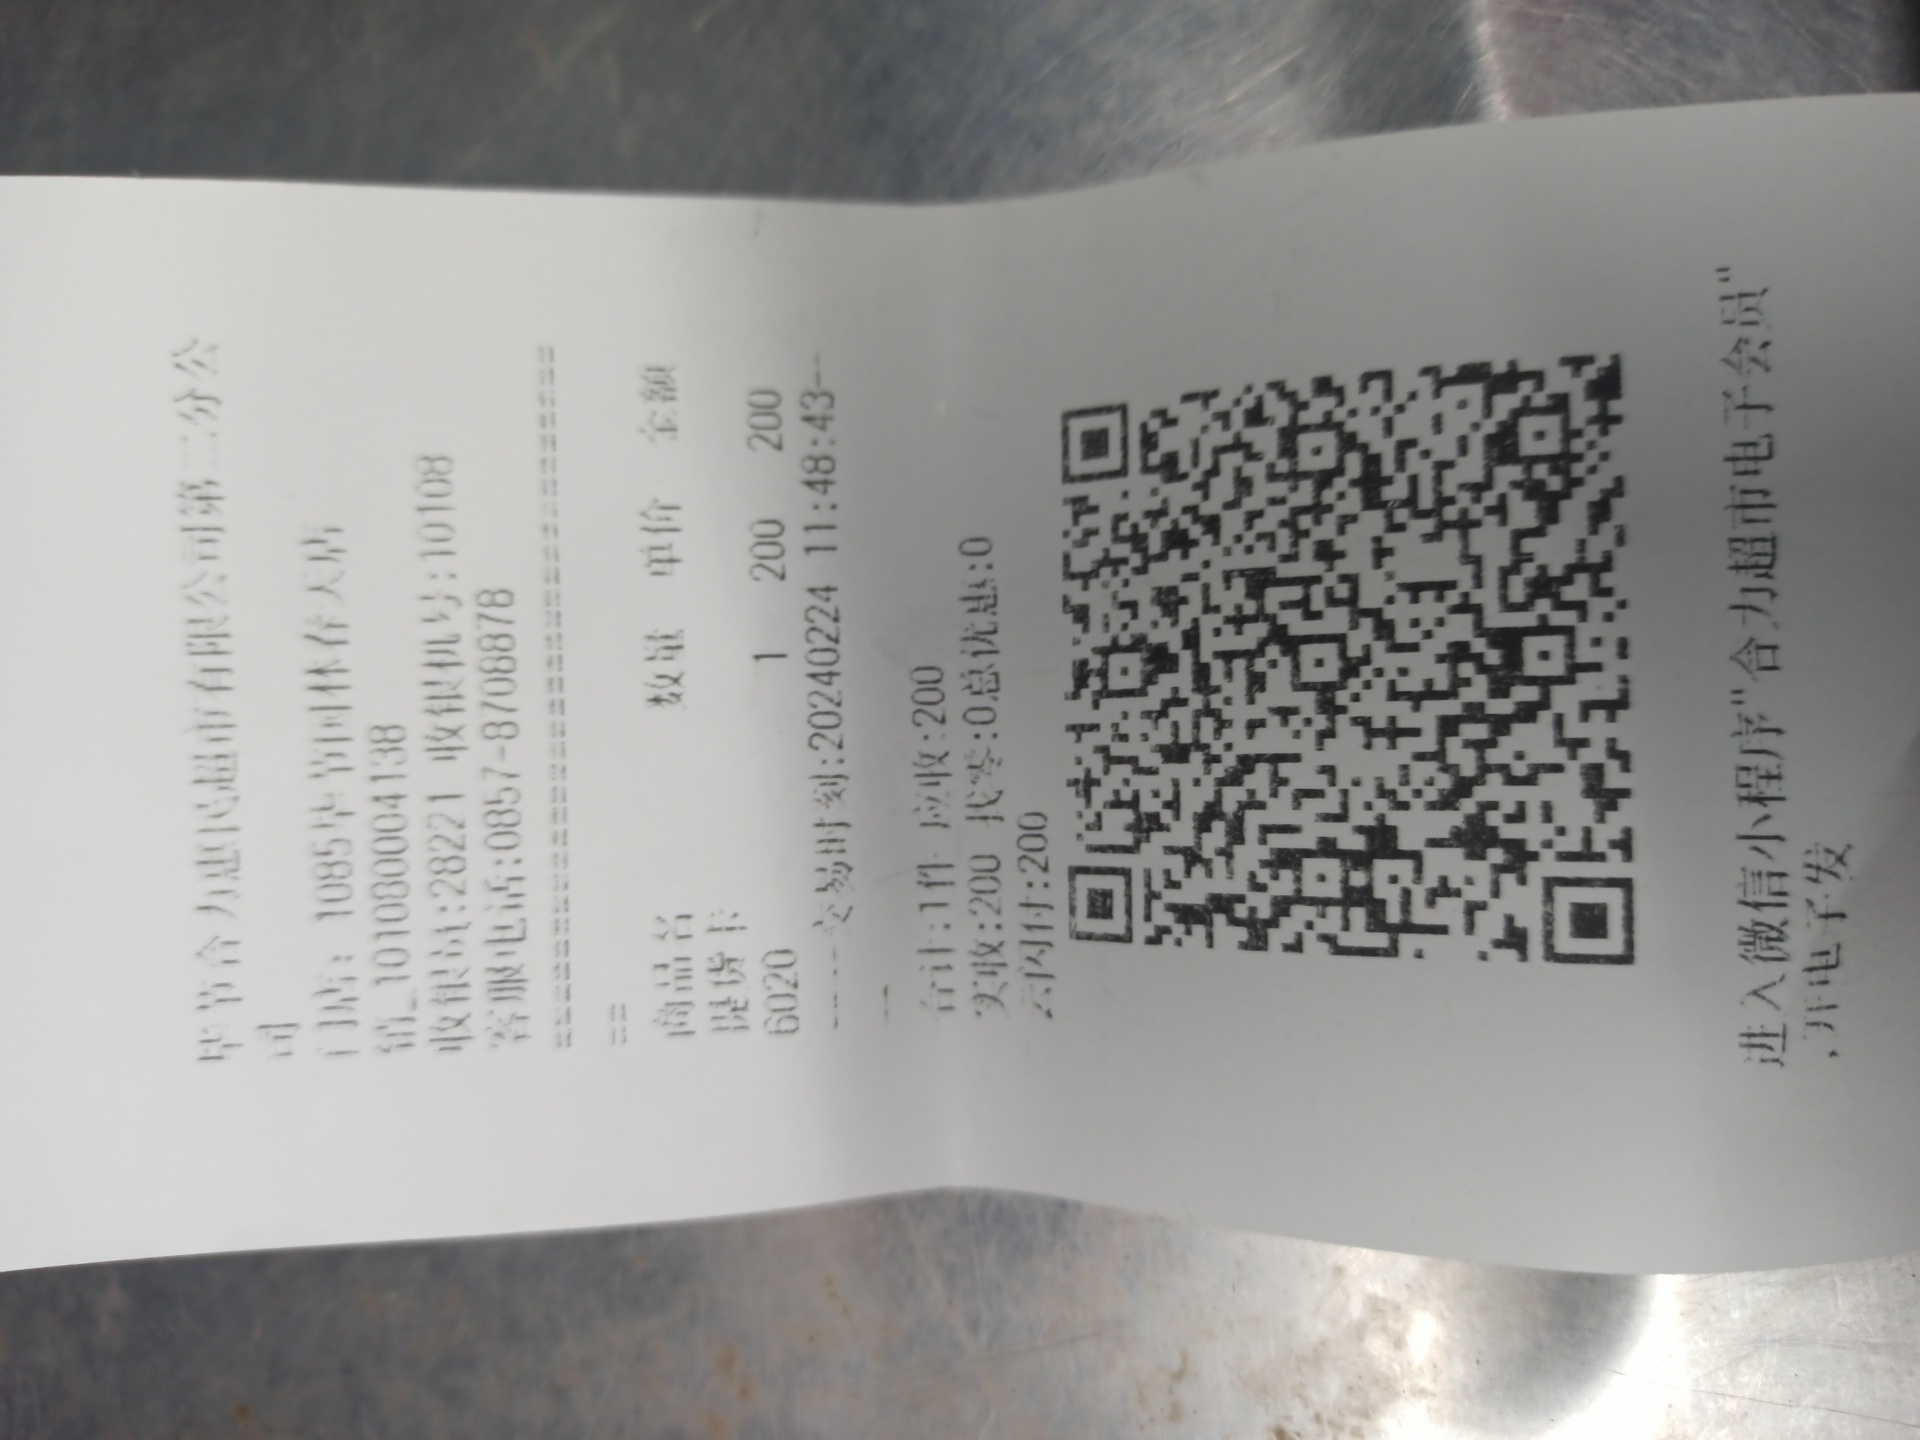 毕节合力惠民超市有限公司第二分公
司
门店: 1085毕节园林春天店
销_10108000​4138
收银员:28221 收银机号:10108
客服电话:0857-8708878
================================
==
商品名 数量 单价 金额
提货卡
6020 1 200 200
----交易时刻:20240224 11:48:43--
--
合计:1件 应收:200
实收:200 找零:0总优惠:0
云闪付:200
进入微信小程序"合力超市电子会员"
,开电子发